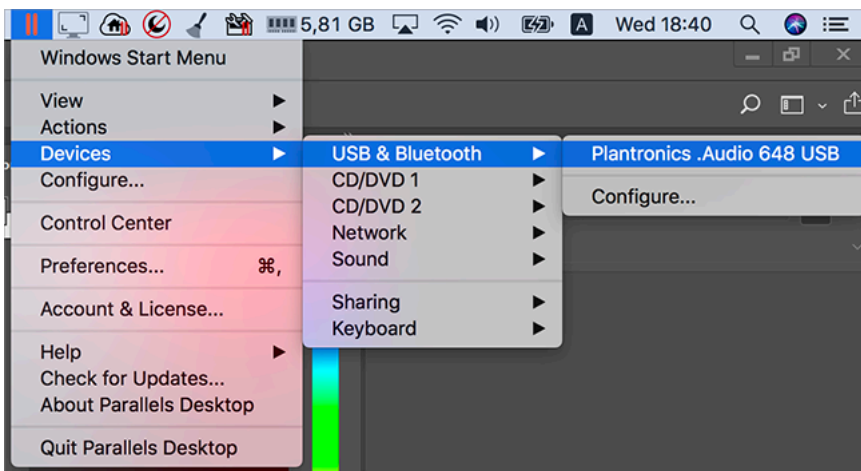 5,81 GB A Wed 18:40
Windows Start Menu
View
Actions
Devices
Configure...
Control Center
Preferences... ⌘,
Account & License...
Help
Check for Updates...
About Parallels Desktop
Quit Parallels Desktop
USB & Bluetooth
CD/DVD 1
CD/DVD 2
Network
Sound
Sharing
Keyboard
Plantronics .Audio 648 USB
Configure...